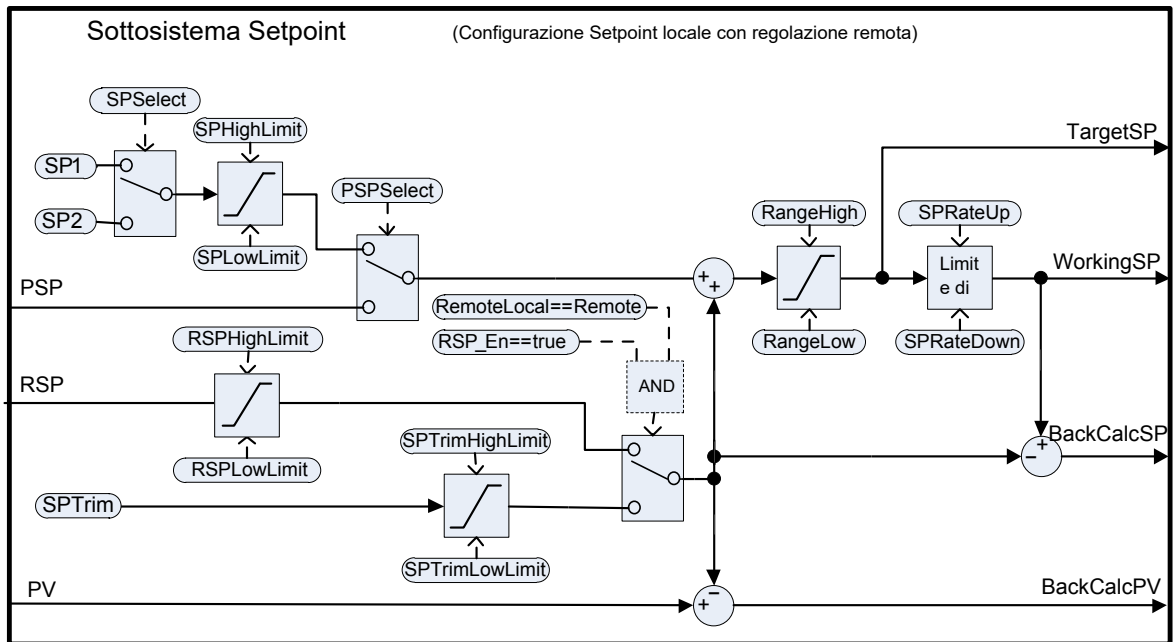 Sottosistema Setpoint
(Configurazione Setpoint locale con regolazione remota)
SPSelect
SPHighLimit
TargetSP
SP1
PSPSelect
RangeHigh
SPRateUp
SP2
SPLowLimit
Limit
e di
WorkingSP
PSP
+
+
RemoteLocal==Remote
RSPHighLimit
RSP_En==true
RangeLow
SPRateDown
RSP
AND
SPTrimHighLimit
BackCalcSP
+
−
RSPLowLimit
SPTrim
SPTrimLowLimit
PV
BackCalcPV
+
−